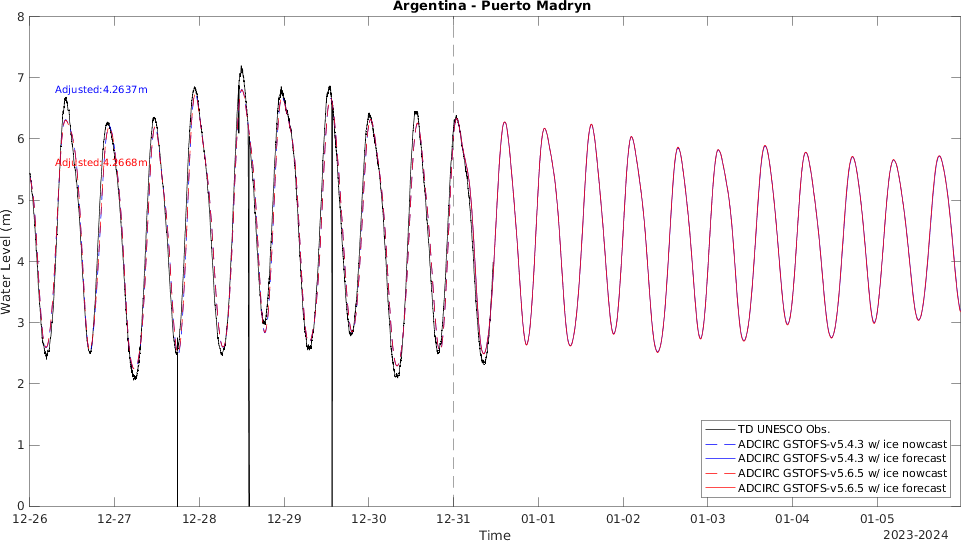 Argentina - Puerto Madryn
8
7
6
5
4
3
2
1
0
Water Level (m)
Adjusted:4.2637m
Adjusted:4.2668m
TD UNESCO Obs.
ADCIRC GSTOFS-v5.4.3 w/ ice nowcast
ADCIRC GSTOFS-v5.4.3 w/ ice forecast
ADCIRC GSTOFS-v5.6.5 w/ ice nowcast
ADCIRC GSTOFS-v5.6.5 w/ ice forecast
12-26 12-27 12-28 12-29 12-30 12-31 01-01 01-02 01-03 01-04 01-05
Time
2023-2024